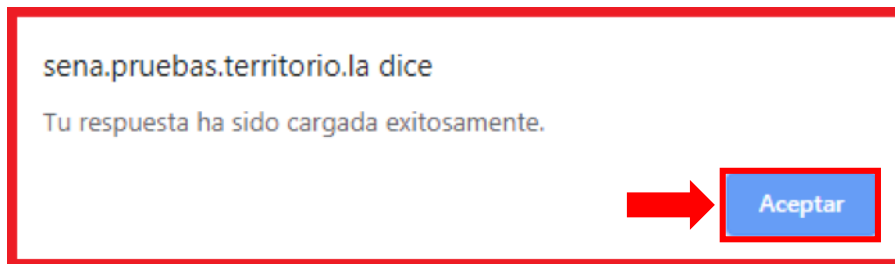 sena.pruebas.territorio.la dice
Tu respuesta ha sido cargada exitosamente.
Aceptar